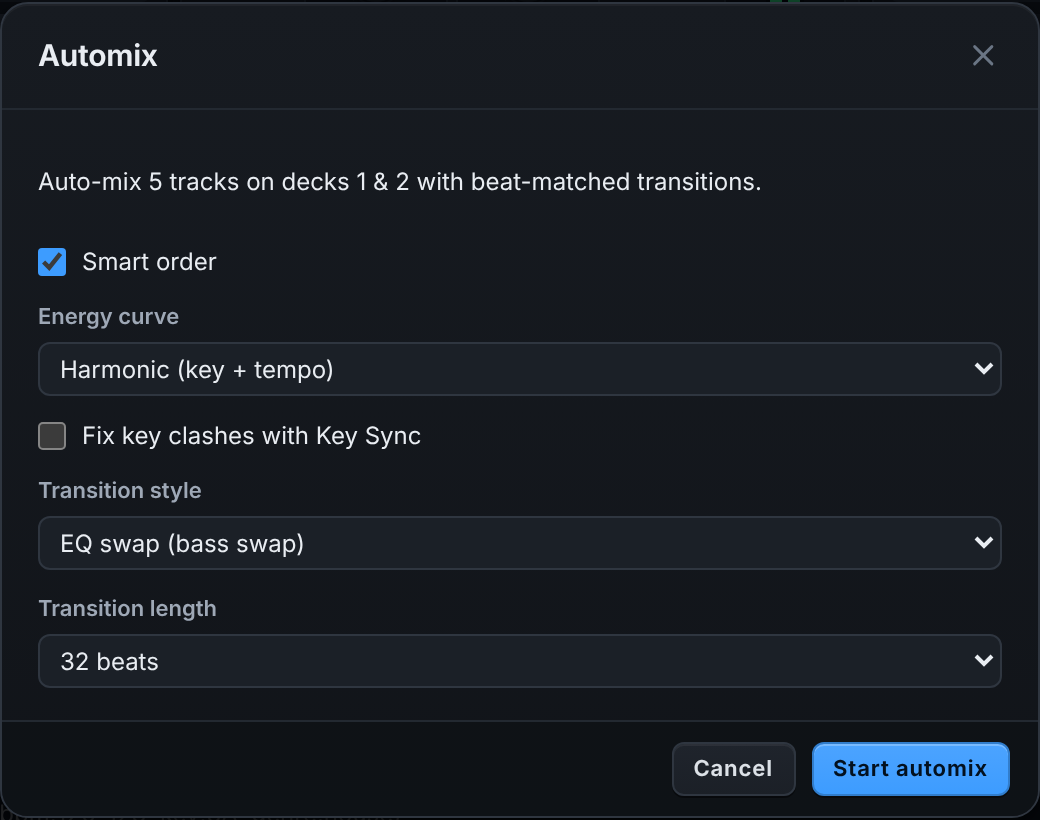 Automix
Auto-mix 5 tracks on decks 1 & 2 with beat-matched transitions.
Smart order
Energy curve
Harmonic (key + tempo)
Fix key clashes with Key Sync
Transition style
EQ swap (bass swap)
Transition length
32 beats
Cancel
Start automix